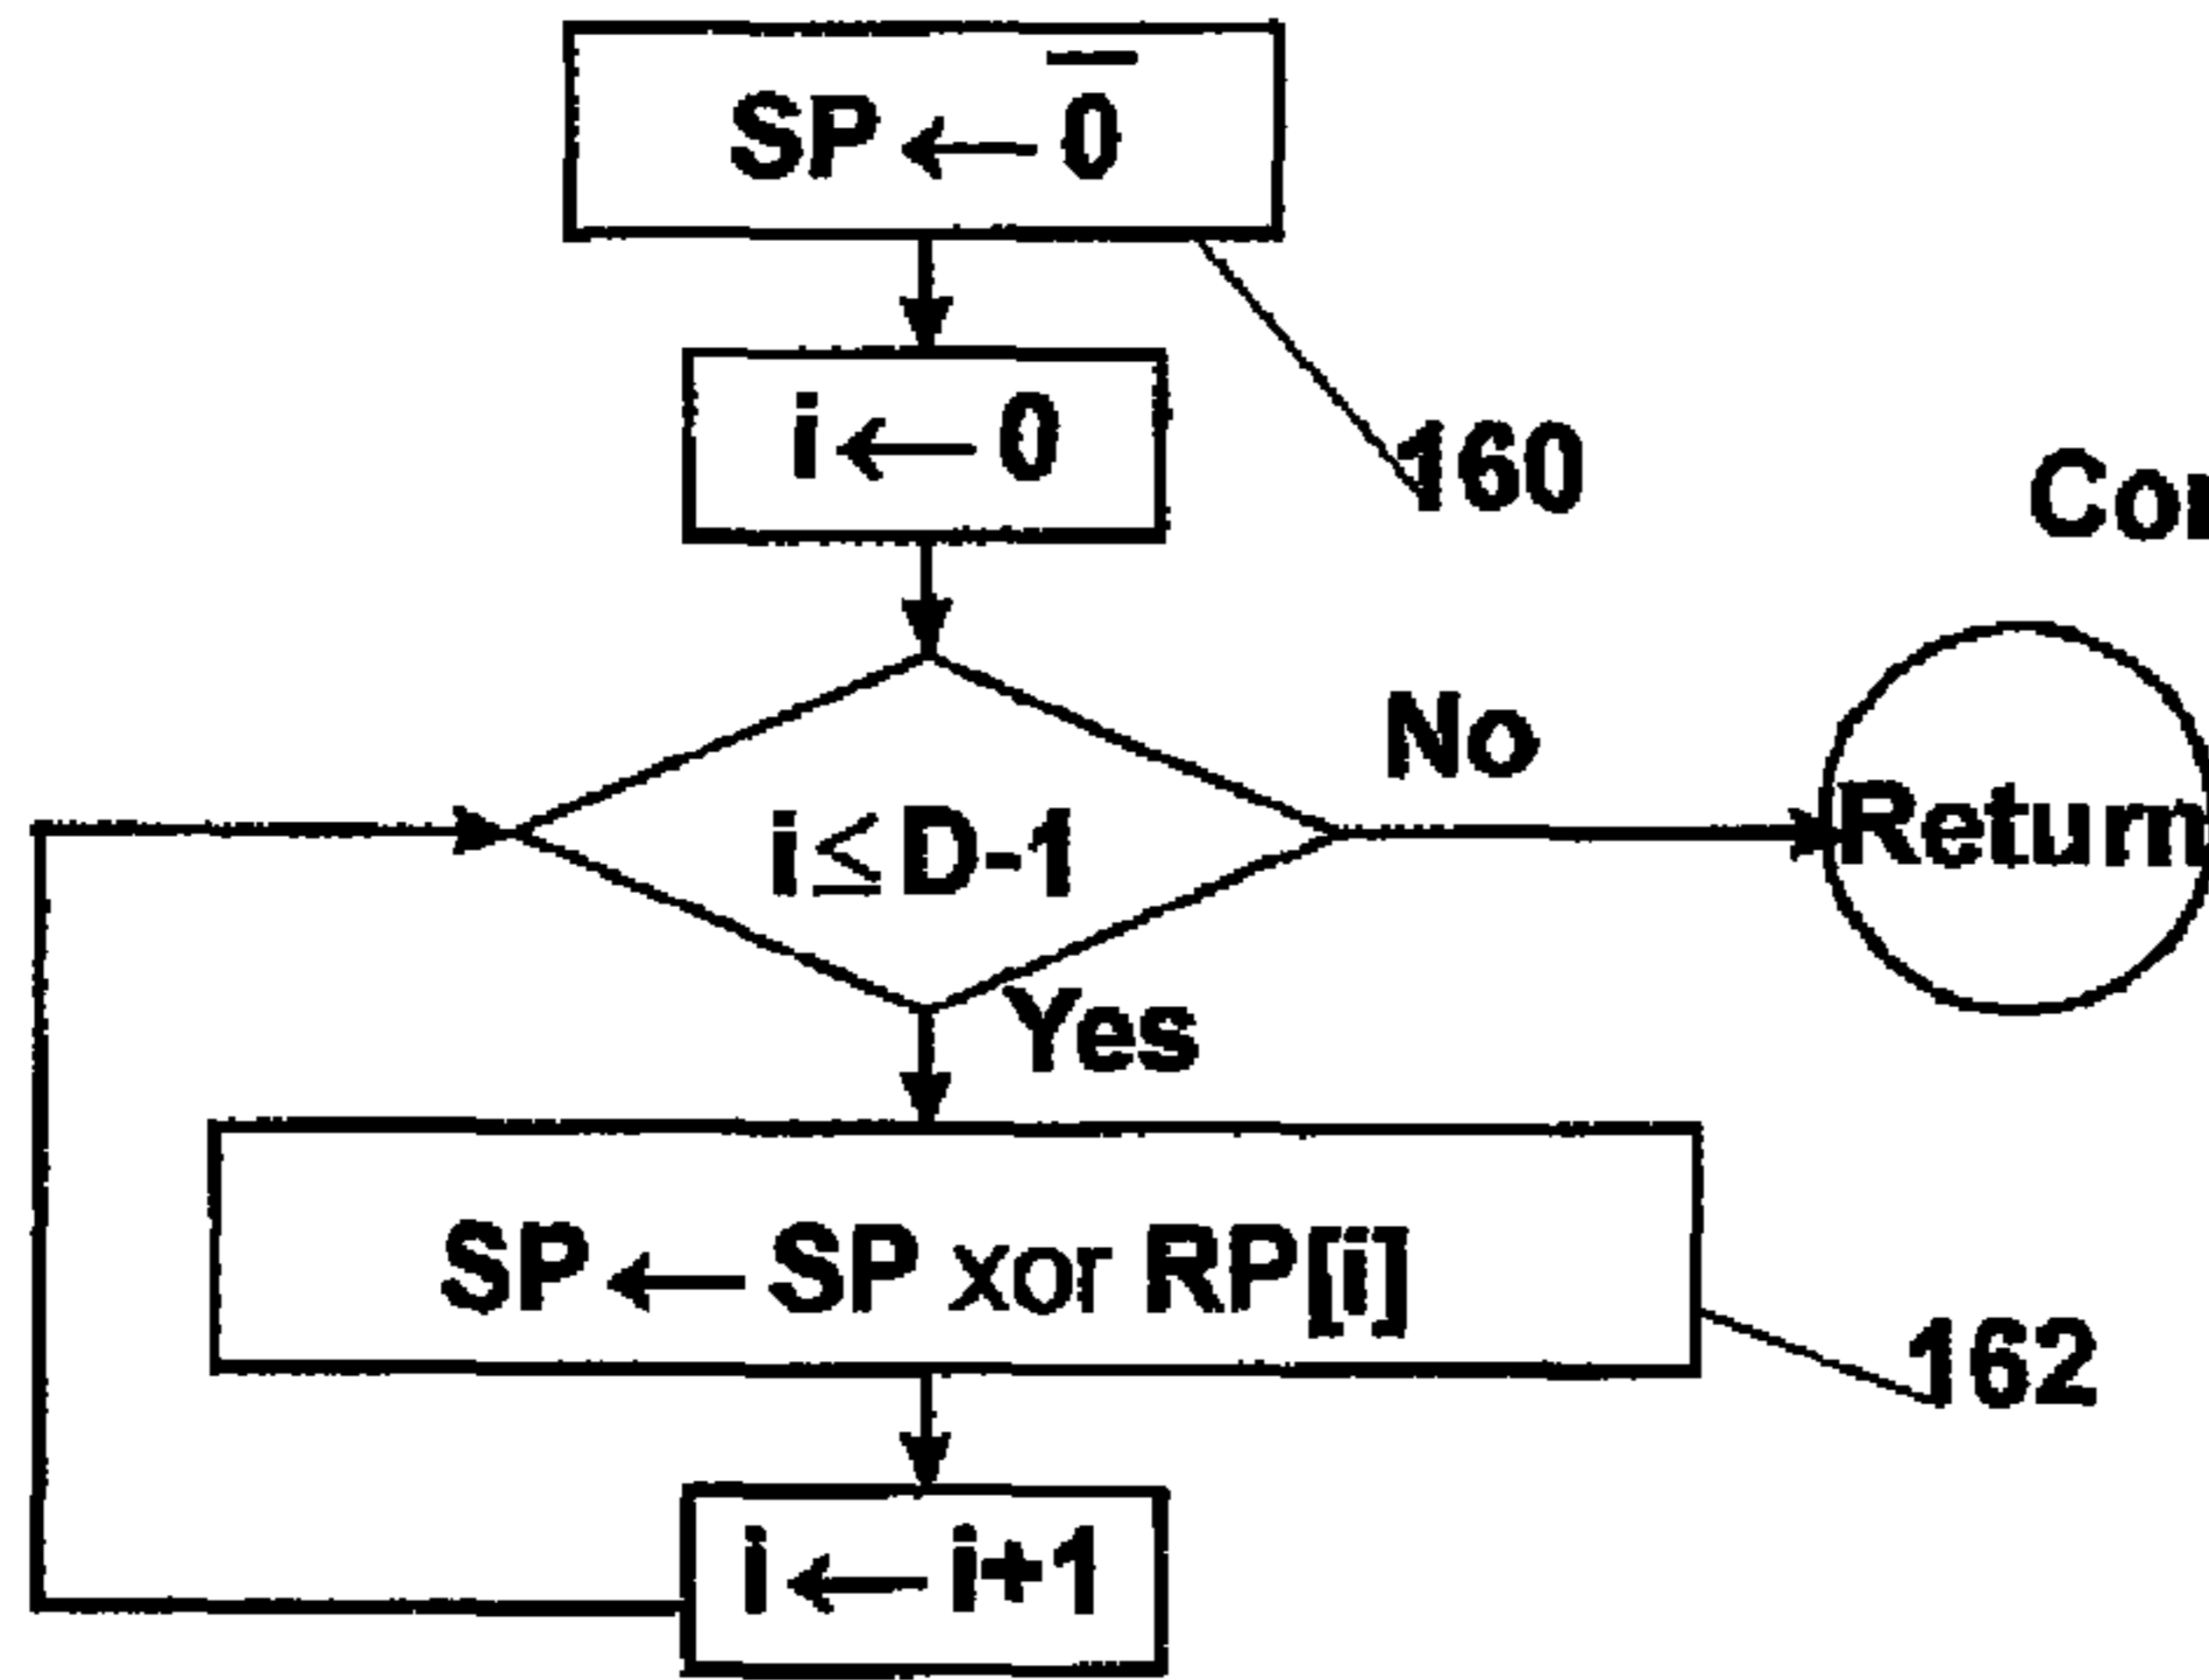 SP ← 0̅
i ← 0
160
i ≤ D-1
No
Return
Yes
SP ← SP xor RP[i]
162
i ← i+1